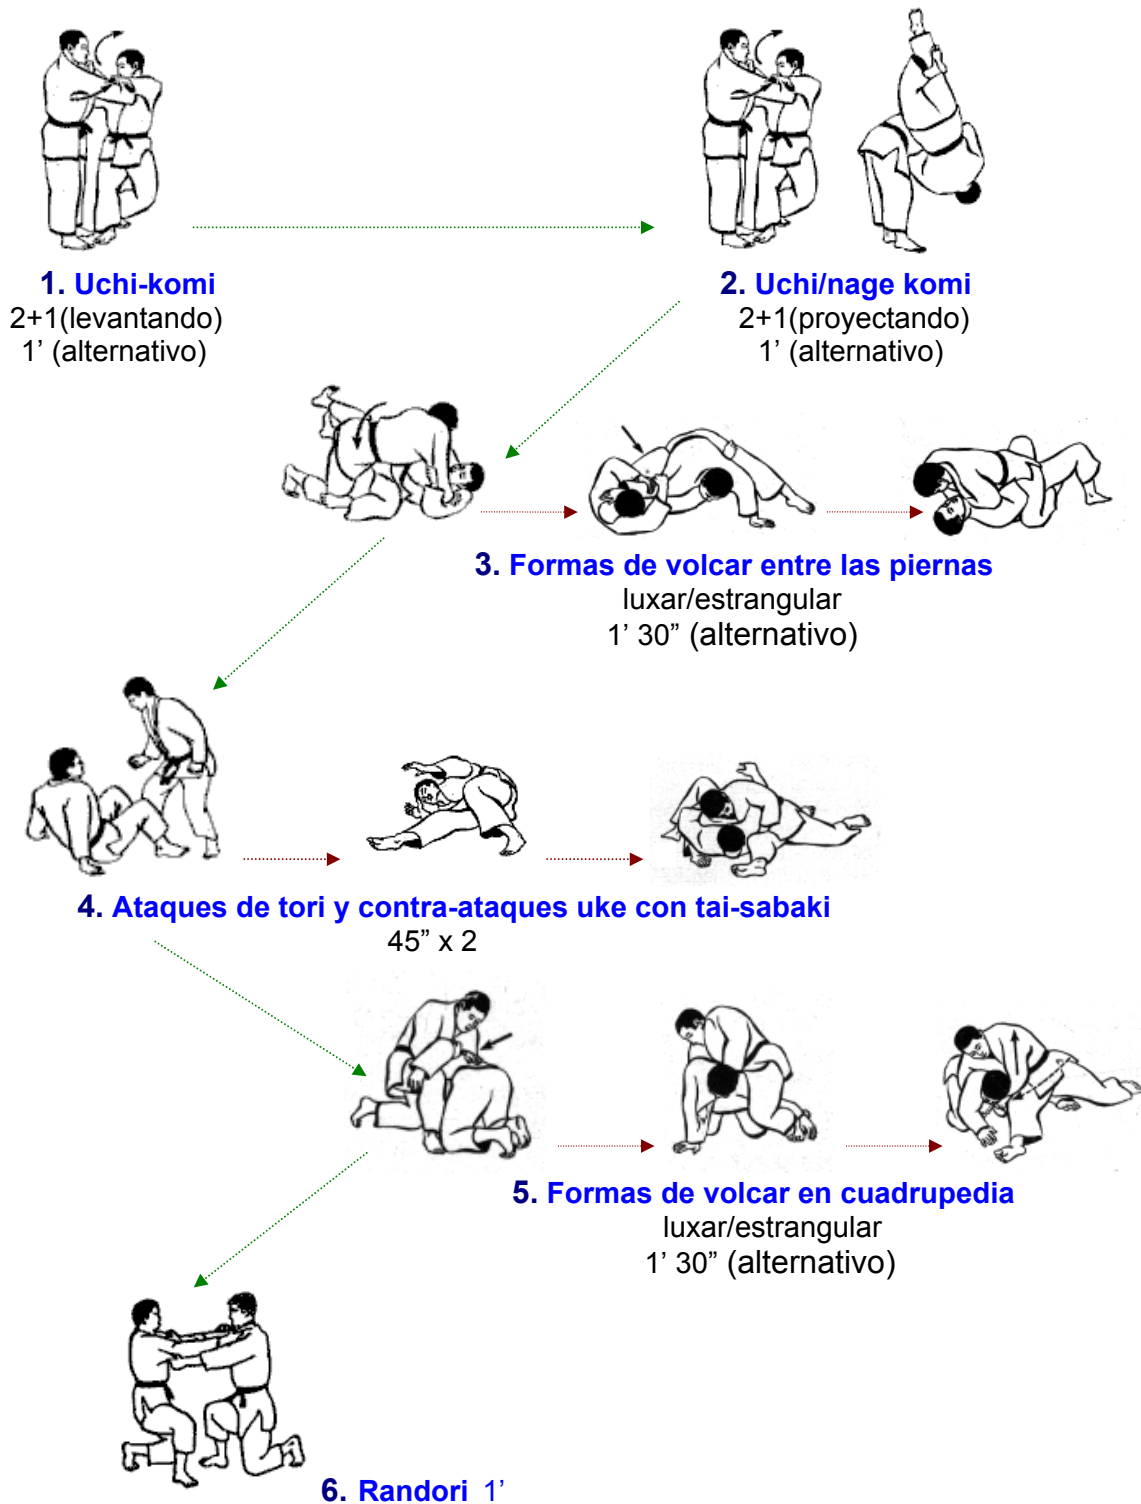 1. Uchi-komi
2+1(levantando)
1’ (alternativo)
2. Uchi/nage komi
2+1(proyectando)
1’ (alternativo)
3. Formas de volcar entre las piernas
luxar/estrangular
1’ 30” (alternativo)
4. Ataques de tori y contra-ataques uke con tai-sabaki
45” x 2
5. Formas de volcar en cuadrupedia
luxar/estrangular
1’ 30” (alternativo)
6. Randori 1’